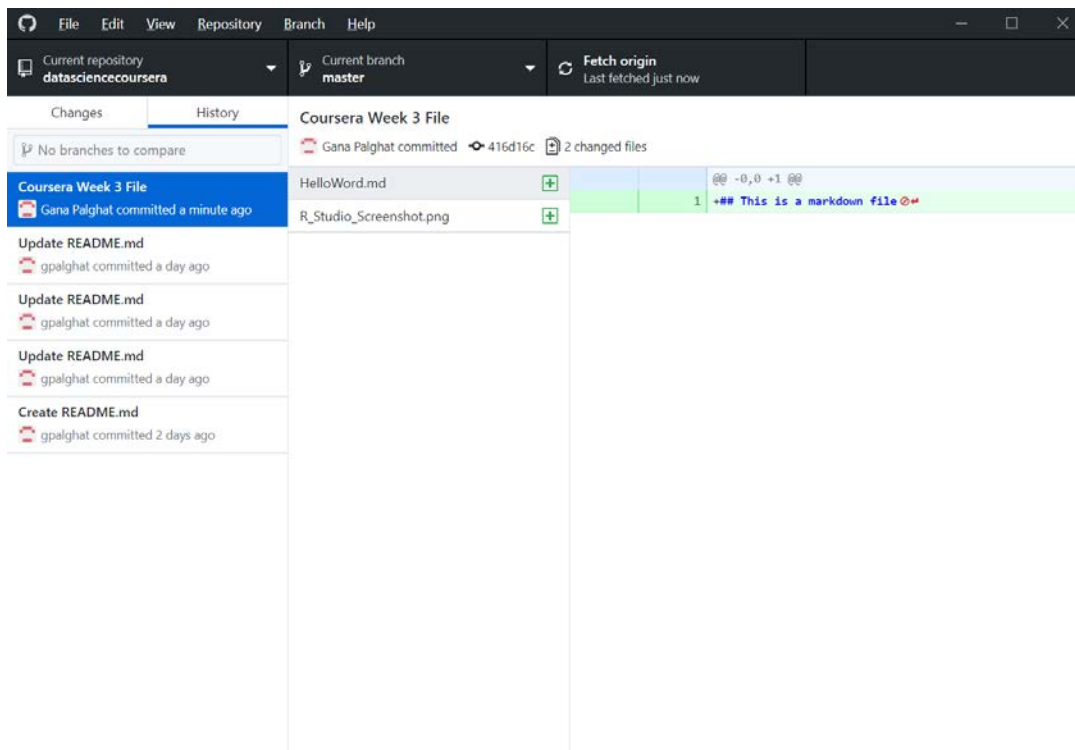 File Edit View Repository Branch Help
Current repository
datasciencecoursera
Current branch
master
Fetch origin
Last fetched just now
Changes History
No branches to compare
Coursera Week 3 File
Gana Palghat committed a minute ago
Update README.md
gpalghat committed a day ago
Update README.md
gpalghat committed a day ago
Update README.md
gpalghat committed a day ago
Create README.md
gpalghat committed 2 days ago
Coursera Week 3 File
Gana Palghat committed 416d16c 2 changed files
HelloWord.md
R_Studio_Screenshot.png
@@ -0,0 +1 @@
1 +## This is a markdown file